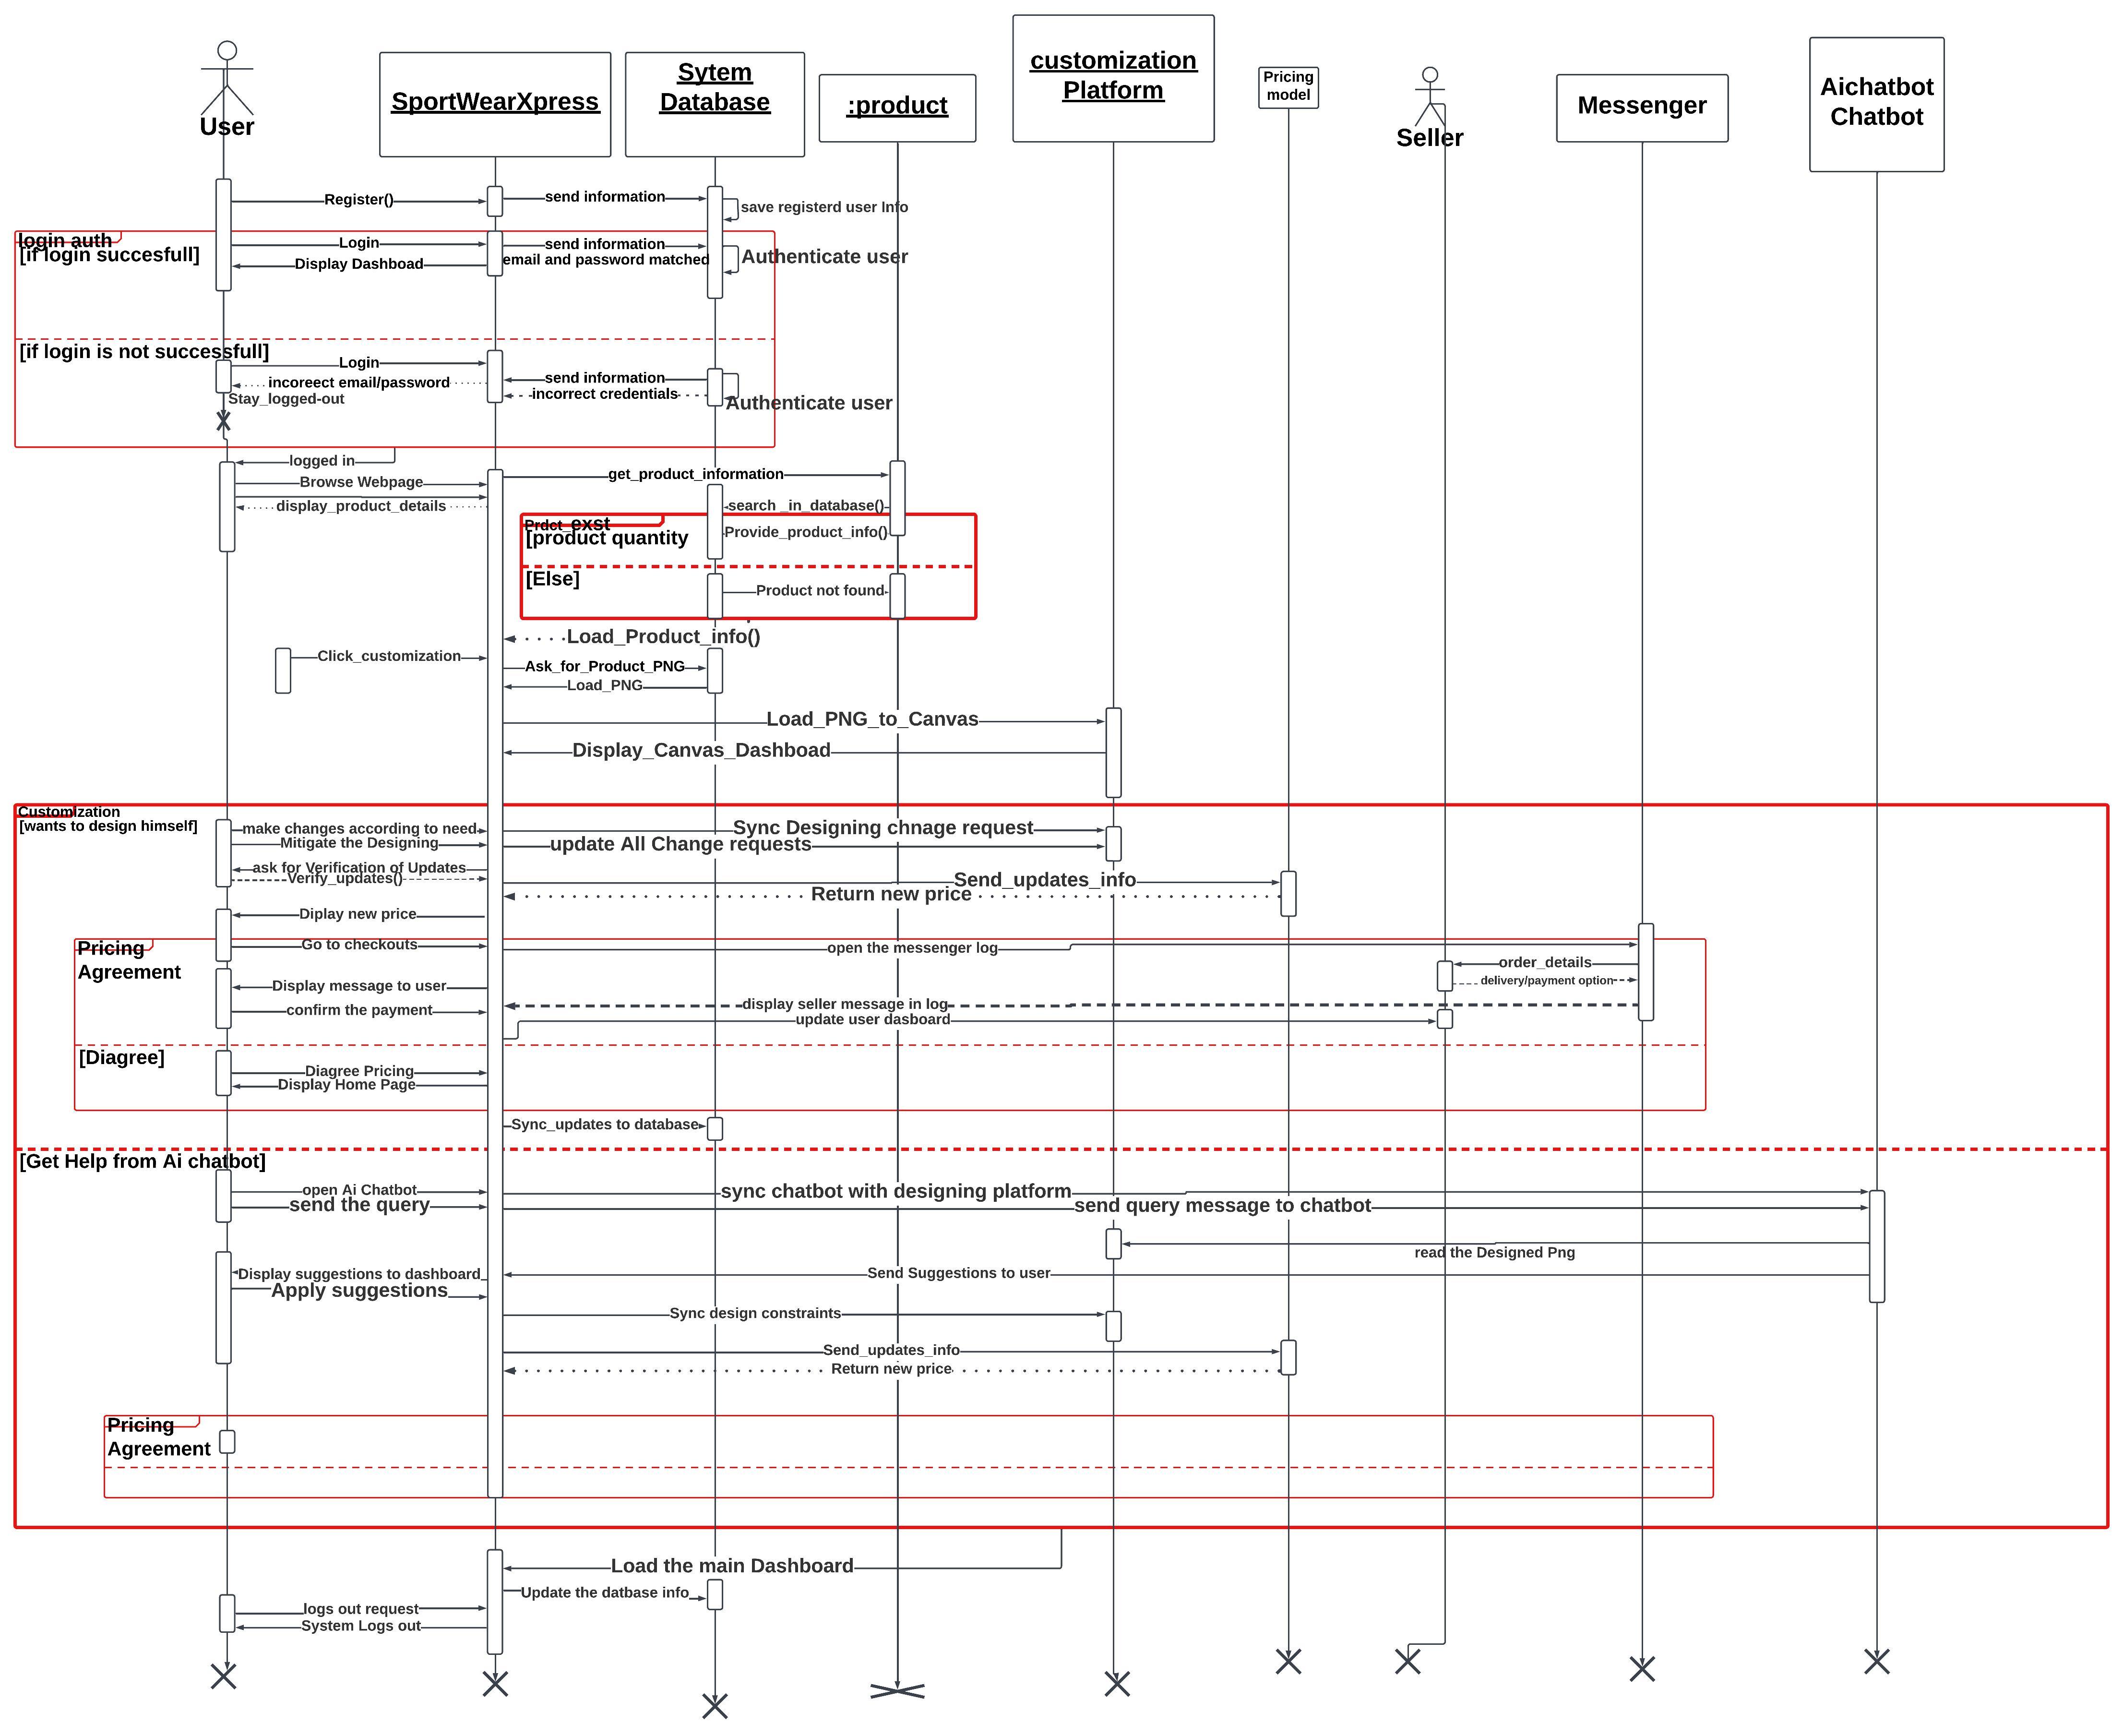 User
SportWearXpress
Sytem
Database
:product
customization
Platform
Pricing
model
Seller
Messenger
Aichatbot
Chatbot
Register()
send information
save registerd user Info
login auth
[if login succesfull]
Login
send information
Display Dashboad
email and password matched
Authenticate user
[if login is not successfull]
Login
incoreect email/password
send information
incorrect credentials
Stay_logged-out
Authenticate user
logged in
get_product_information
Browse Webpage
display_product_details
search _in_database()
Prdct_exst
[product quantity
Provide_product_info()
[Else]
Product not found
Load_Product_info()
Click_customization
Ask_for_Product_PNG
Load_PNG
Load_PNG_to_Canvas
Display_Canvas_Dashboad
Customization
[wants to design himself]
make changes according to need
Sync Designing chnage request
Mitigate the Designing
update All Change requests
ask for Verification of Updates
Verify_updates()
Send_updates_info
Return new price
Diplay new price
Pricing
Agreement
Go to checkouts
open the messenger log
order_details
delivery/payment option
Display message to user
display seller message in log
confirm the payment
update user dasboard
[Diagree]
Diagree Pricing
Display Home Page
Sync_updates to database
[Get Help from Ai chatbot]
open Ai Chatbot
sync chatbot with designing platform
send the query
send query message to chatbot
read the Designed Png
Display suggestions to dashboard
Send Suggestions to user
Apply suggestions
Sync design constraints
Send_updates_info
Return new price
Pricing
Agreement
Load the main Dashboard
Update the datbase info
logs out request
System Logs out